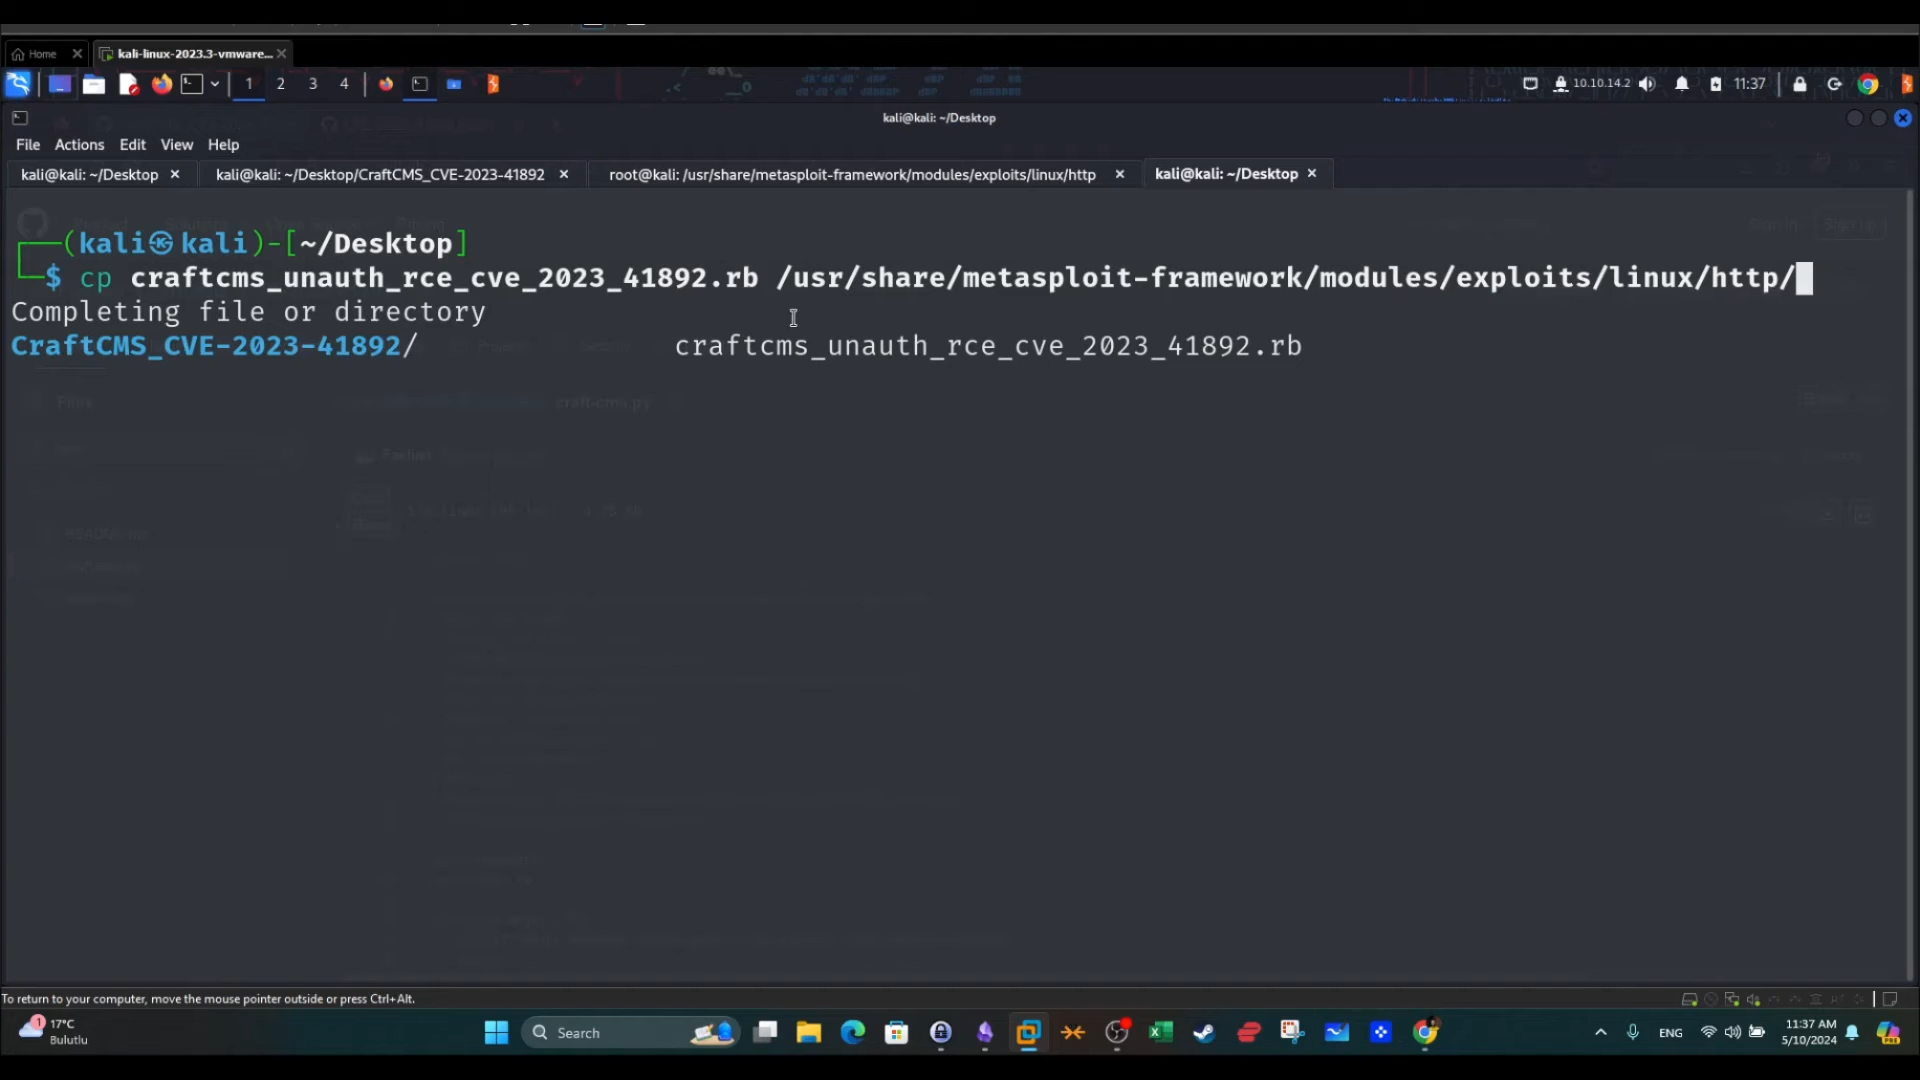 Home
kali-linux-2023.3-vmware...
1 2 3 4
10.10.14.2
11:37
kali@kali: ~/Desktop
File Actions Edit View Help
kali@kali: ~/Desktop
kali@kali: ~/Desktop/CraftCMS_CVE-2023-41892
root@kali: /usr/share/metasploit-framework/modules/exploits/linux/http
kali@kali: ~/Desktop
(kali㉿kali)-[~/Desktop]
$ cp craftcms_unauth_rce_cve_2023_41892.rb /usr/share/metasploit-framework/modules/exploits/linux/http/
Completing file or directory
CraftCMS_CVE-2023-41892/ craftcms_unauth_rce_cve_2023_41892.rb
craft-cms.py
To return to your computer, move the mouse pointer outside or press Ctrl+Alt.
1
17°C
Bulutlu
Search
ENG
11:37 AM
5/10/2024